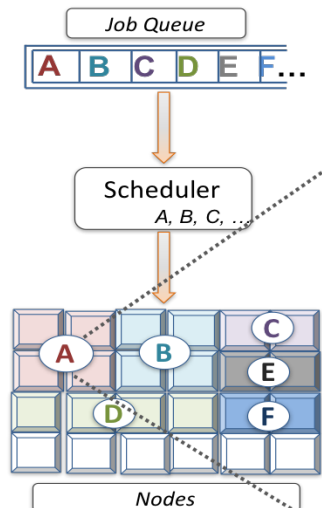 Job Queue
A B C D E F...
Scheduler
A, B, C, ...
C
A B
E
D F
Nodes